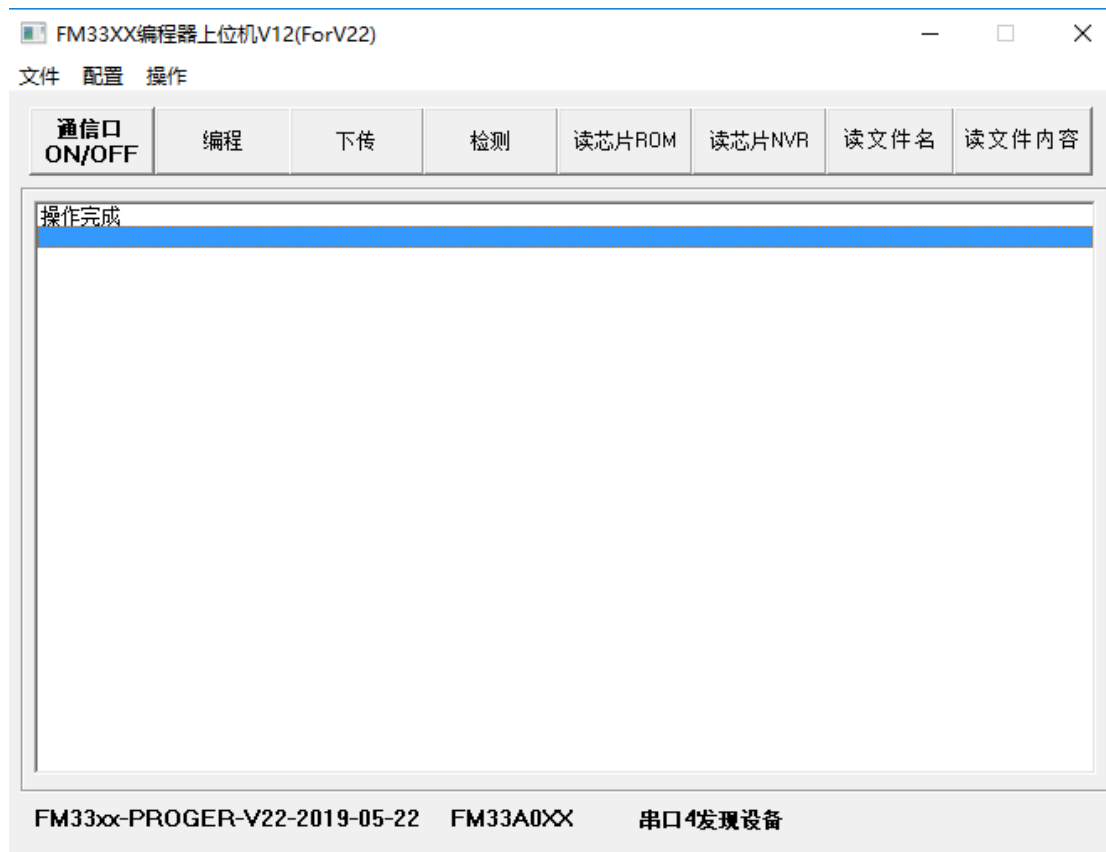 FM33XX编程器上位机V12(ForV22)
文件 配置 操作
通信口
ON/OFF
编程
下传
检测
读芯片ROM
读芯片NVR
读文件名
读文件内容
操作完成
FM33xx-PROGER-V22-2019-05-22 FM33A0XX 串口4发现设备